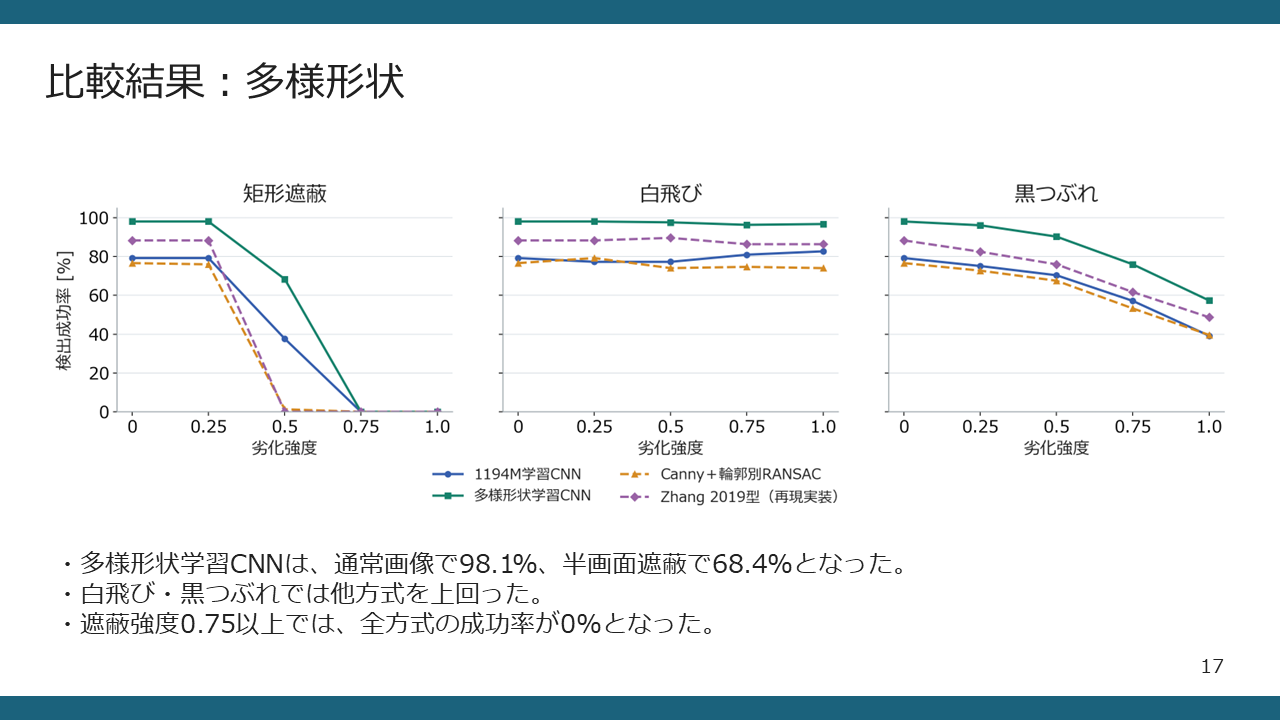 比較結果：多様形状
矩形遮蔽
白飛び
黒つぶれ
検出成功率 [%]
100
80
60
40
20
0
0 0.25 0.5 0.75 1.0
劣化強度
0 0.25 0.5 0.75 1.0
劣化強度
0 0.25 0.5 0.75 1.0
劣化強度
1194M学習CNN
多様形状学習CNN
Canny＋輪郭別RANSAC
Zhang 2019型（再現実装）
・多様形状学習CNNは、通常画像で98.1%、半画面遮蔽で68.4%となった。
・白飛び・黒つぶれでは他方式を上回った。
・遮蔽強度0.75以上では、全方式の成功率が0%となった。
17